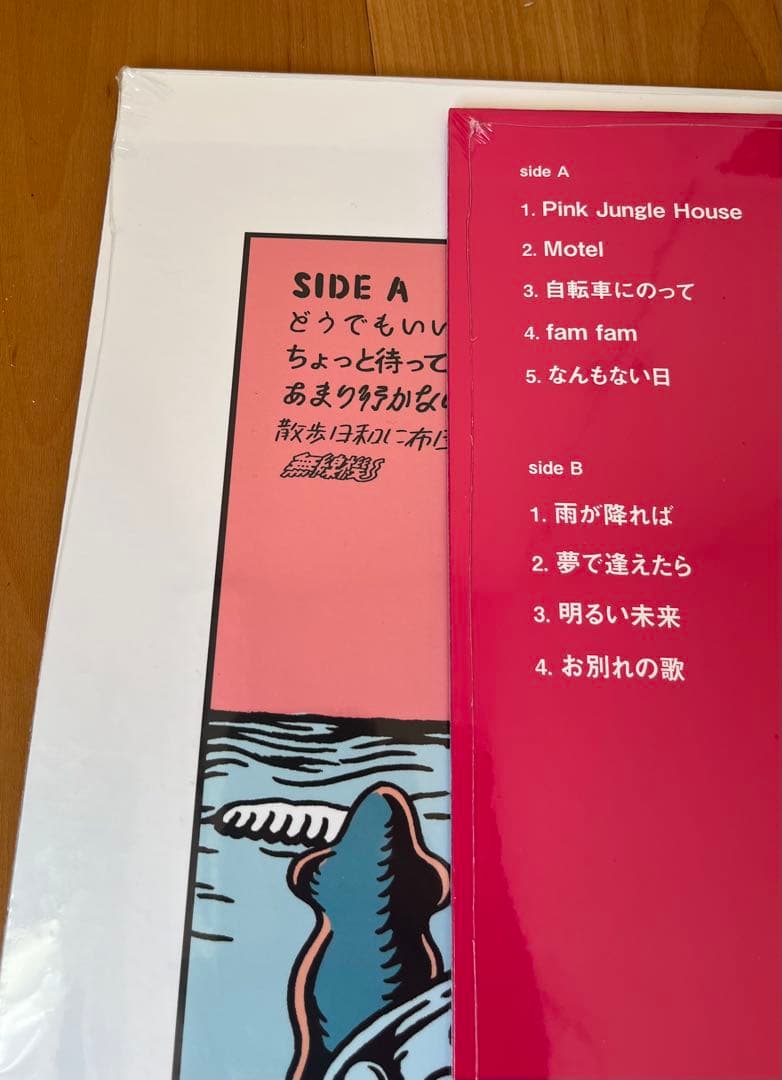 SIDE A
どうでもいい
ちょっと待って
あまり行かない
散歩日和に布
無線機
side A
1. Pink Jungle House
2. Motel
3. 自転車にのって
4. fam fam
5. なんもない日
side B
1. 雨が降れば
2. 夢で逢えたら
3. 明るい未来
4. お別れの歌